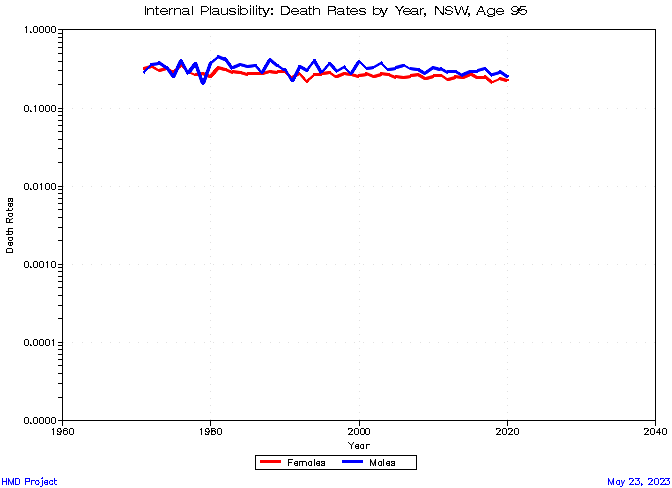 Internal Plausibility: Death Rates by Year, NSW, Age 95
1.0000
0.1000
0.0100
0.0010
0.0001
0.0000
Death Rates
1960
1980
2000
2020
2040
Year
Females
Males
HMD Project
May 23, 2023